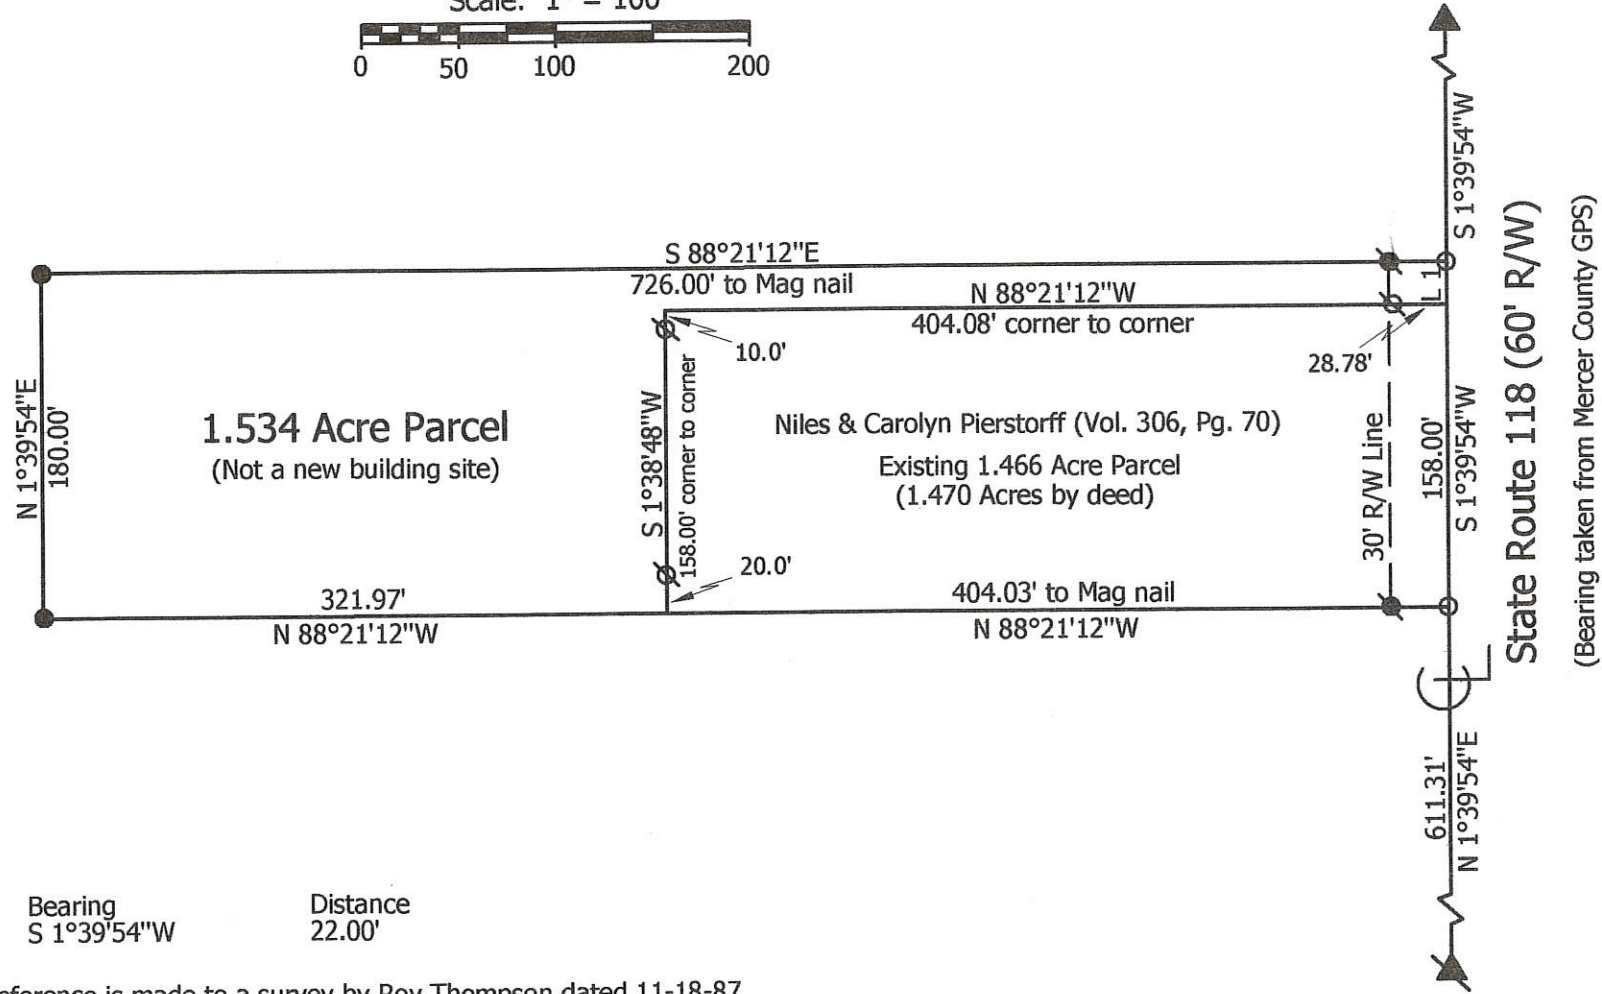 Scale: 1" = 100'
0 50 100 200
S 1°39'54"W
S 88°21'12"E
726.00' to Mag nail
N 88°21'12"W
404.08' corner to corner
L 1
10.0'
28.78'
N 1°39'54"E
180.00'
1.534 Acre Parcel
(Not a new building site)
S 1°38'48"W
158.00' corner to corner
Niles & Carolyn Pierstorff (Vol. 306, Pg. 70)
Existing 1.466 Acre Parcel
(1.470 Acres by deed)
30' R/W Line
158.00'
S 1°39'54"W
State Route 118 (60' R/W)
(Bearing taken from Mercer County GPS)
20.0'
321.97'
N 88°21'12"W
404.03' to Mag nail
N 88°21'12"W
611.31'
N 1°39'54"E
Bearing Distance
S 1°39'54"W 22.00'
eference is made to a survey by Roy Thompson dated 11-18-87